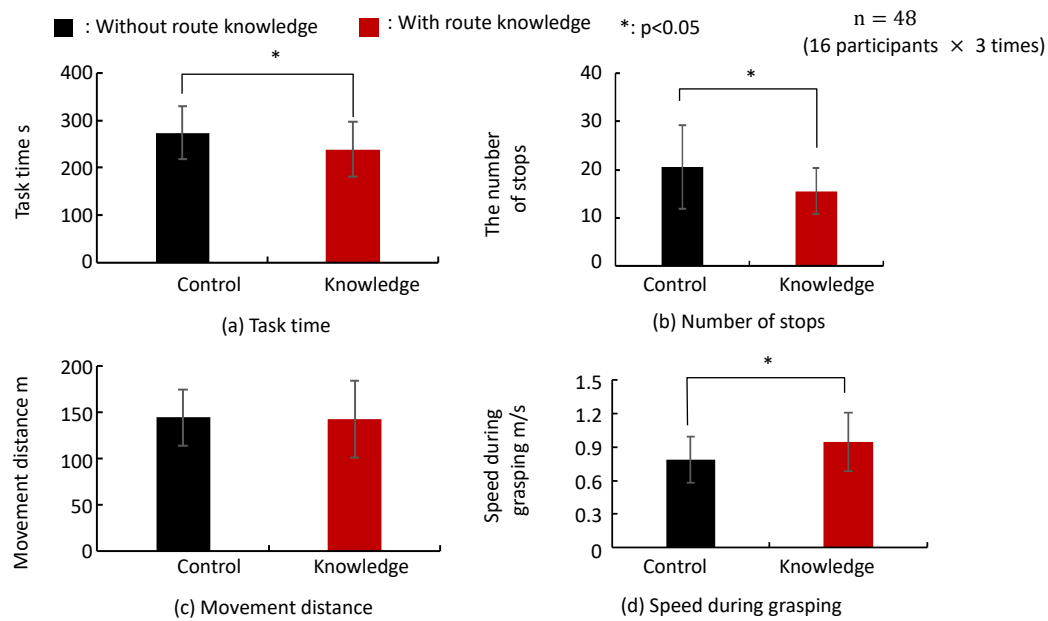 : Without route knowledge : With route knowledge *: p<0.05 n = 48
(16 participants × 3 times)
*
Task time s
400
300
200
100
0
Control Knowledge
(a) Task time
*
The number
of stops
40
30
20
10
0
Control Knowledge
(b) Number of stops
Movement distance m
200
150
100
50
0
Control Knowledge
(c) Movement distance
*
Speed during
grasping m/s
1.5
1.2
0.9
0.6
0.3
0
Control Knowledge
(d) Speed during grasping